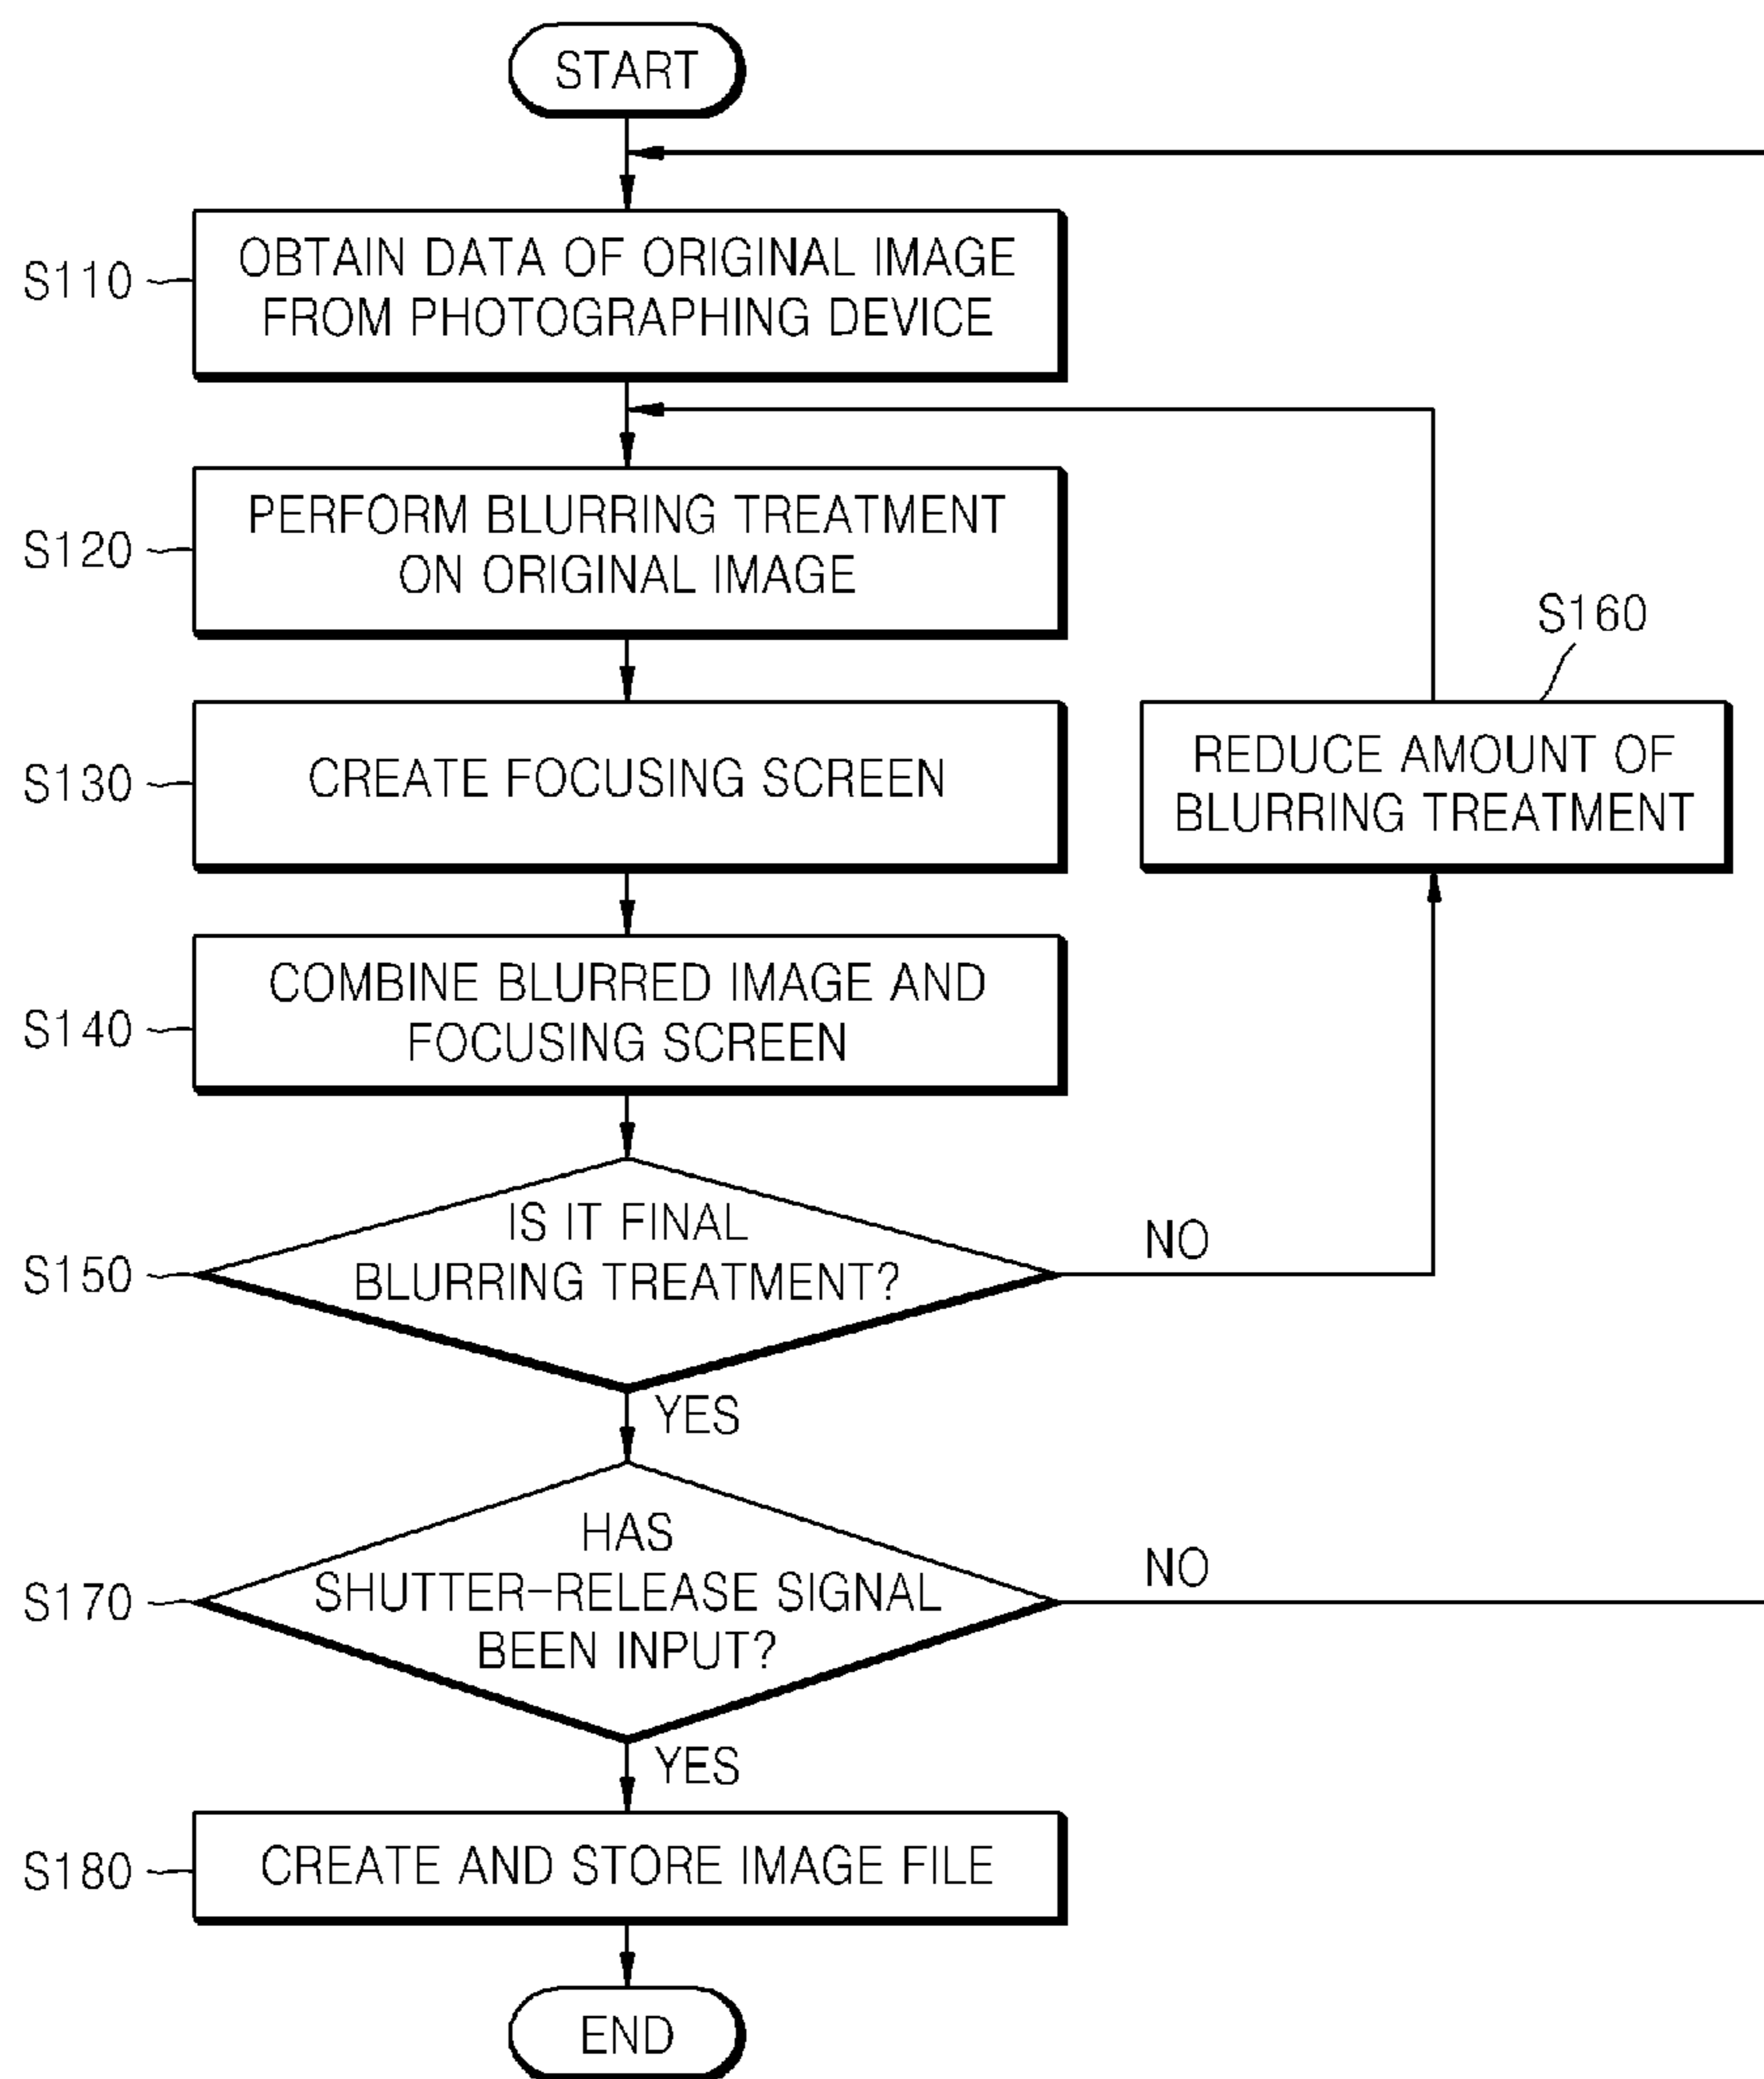 START
S110
OBTAIN DATA OF ORIGINAL IMAGE
FROM PHOTOGRAPHING DEVICE
S120
PERFORM BLURRING TREATMENT
ON ORIGINAL IMAGE
S160
REDUCE AMOUNT OF
BLURRING TREATMENT
S130
CREATE FOCUSING SCREEN
S140
COMBINE BLURRED IMAGE AND
FOCUSING SCREEN
S150
IS IT FINAL
BLURRING TREATMENT?
NO
YES
S170
HAS
SHUTTER-RELEASE SIGNAL
BEEN INPUT?
NO
YES
S180
CREATE AND STORE IMAGE FILE
END